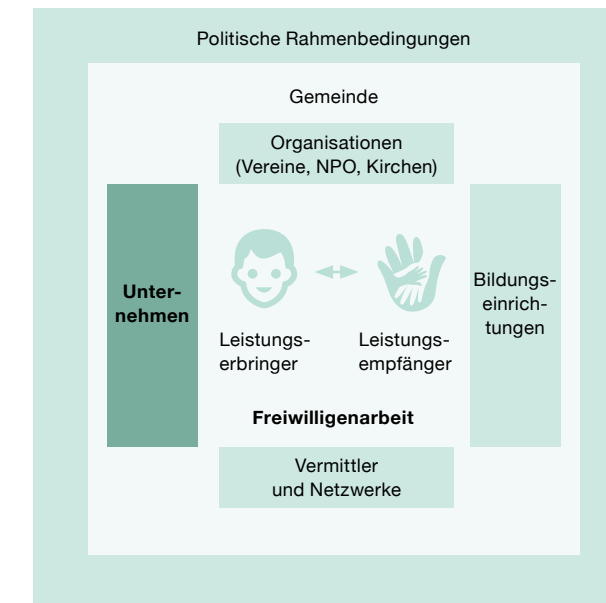 Politische Rahmenbedingungen
Gemeinde
Organisationen
(Vereine, NPO, Kirchen)
Unter-
nehmen
Leistungs-
erbringer
Leistungs-
empfänger
Bildungs-
einrich-
tungen
Freiwilligenarbeit
Vermittler
und Netzwerke